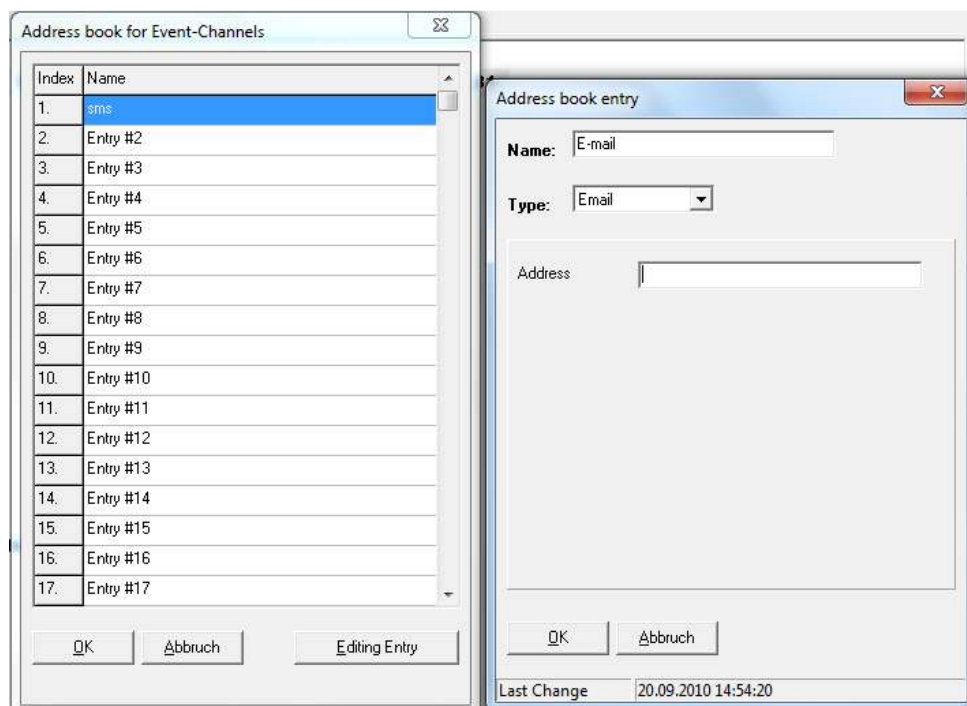 Address book for Event-Channels
Index Name
1. sms
2. Entry #2
3. Entry #3
4. Entry #4
5. Entry #5
6. Entry #6
7. Entry #7
8. Entry #8
9. Entry #9
10. Entry #10
11. Entry #11
12. Entry #12
13. Entry #13
14. Entry #14
15. Entry #15
16. Entry #16
17. Entry #17
OK Abbruch Editing Entry
Address book entry
Name: E-mail
Type: Email
Address
OK Abbruch
Last Change 20.09.2010 14:54:20